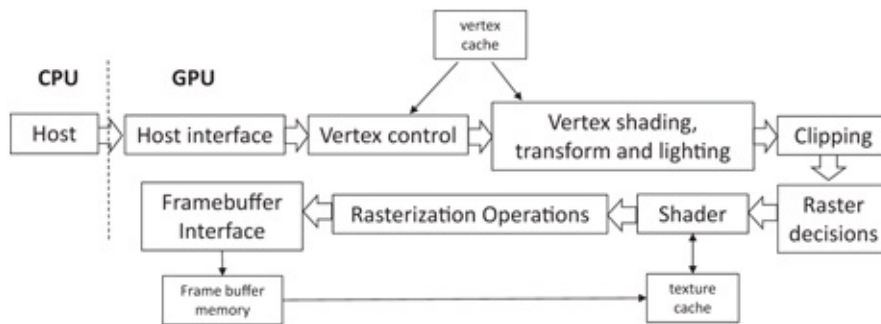 vertex
cache
CPU
GPU
Host
Host interface
Vertex control
Vertex shading,
transform and lighting
Clipping
Framebuffer
Interface
Rasterization Operations
Shader
Raster
decisions
Frame buffer
memory
texture
cache